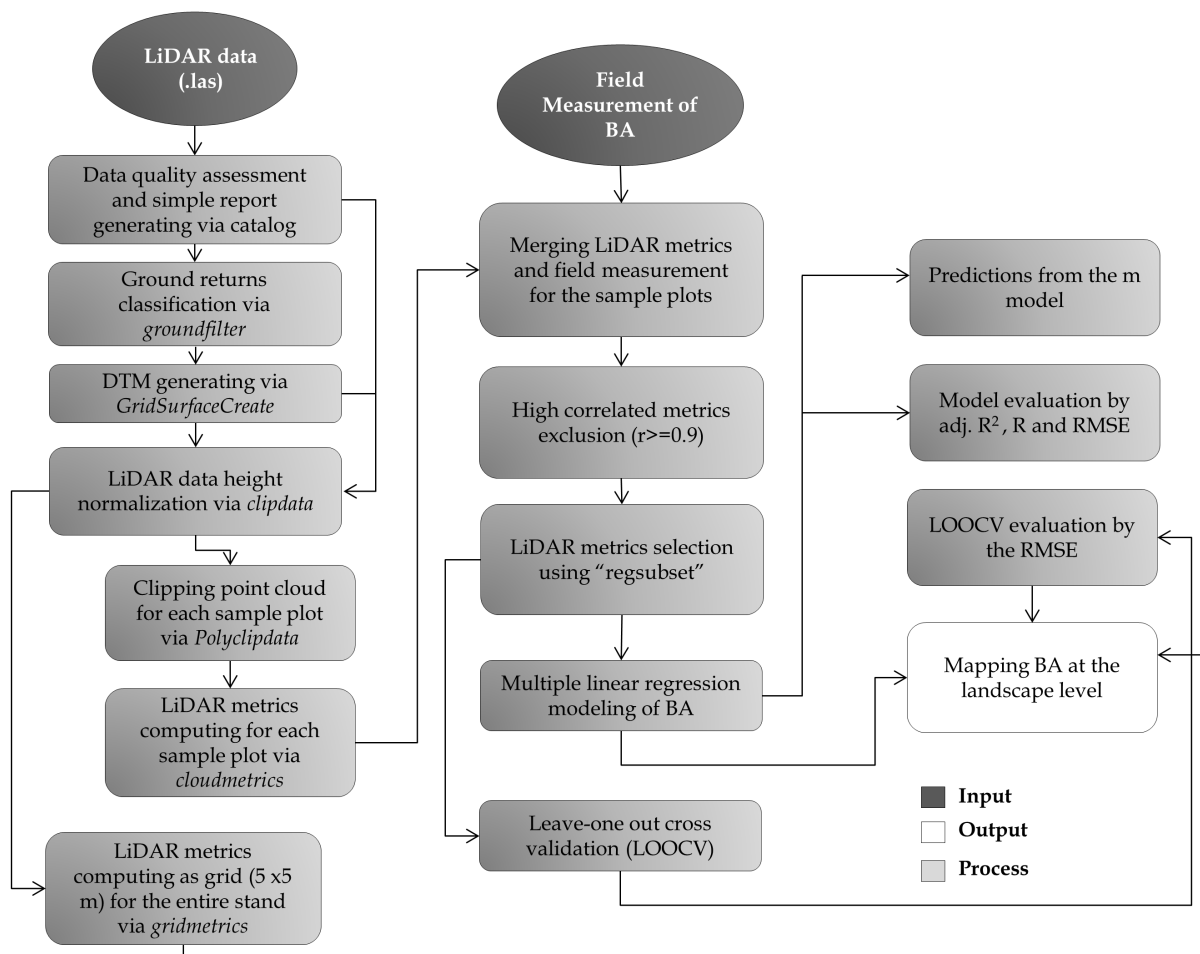 LiDAR data
(.las)
Data quality assessment
and simple report
generating via catalog
Ground returns
classification via
groundfilter
DTM generating via
GridSurfaceCreate
LiDAR data height
normalization via clipdata
Clipping point cloud
for each sample plot
via Polyclipdata
LiDAR metrics
computing for each
sample plot via
cloudmetrics
LiDAR metrics
computing as grid (5 x5
m) for the entire stand
via gridmetrics
Field
Measurement of
BA
Merging LiDAR metrics
and field measurement
for the sample plots
High correlated metrics
exclusion (r>=0.9)
LiDAR metrics selection
using “regsubset”
Multiple linear regression
modeling of BA
Leave-one out cross
validation (LOOCV)
Predictions from the m
model
Model evaluation by
adj. R², R and RMSE
LOOCV evaluation by
the RMSE
Mapping BA at the
landscape level
Input
Output
Process